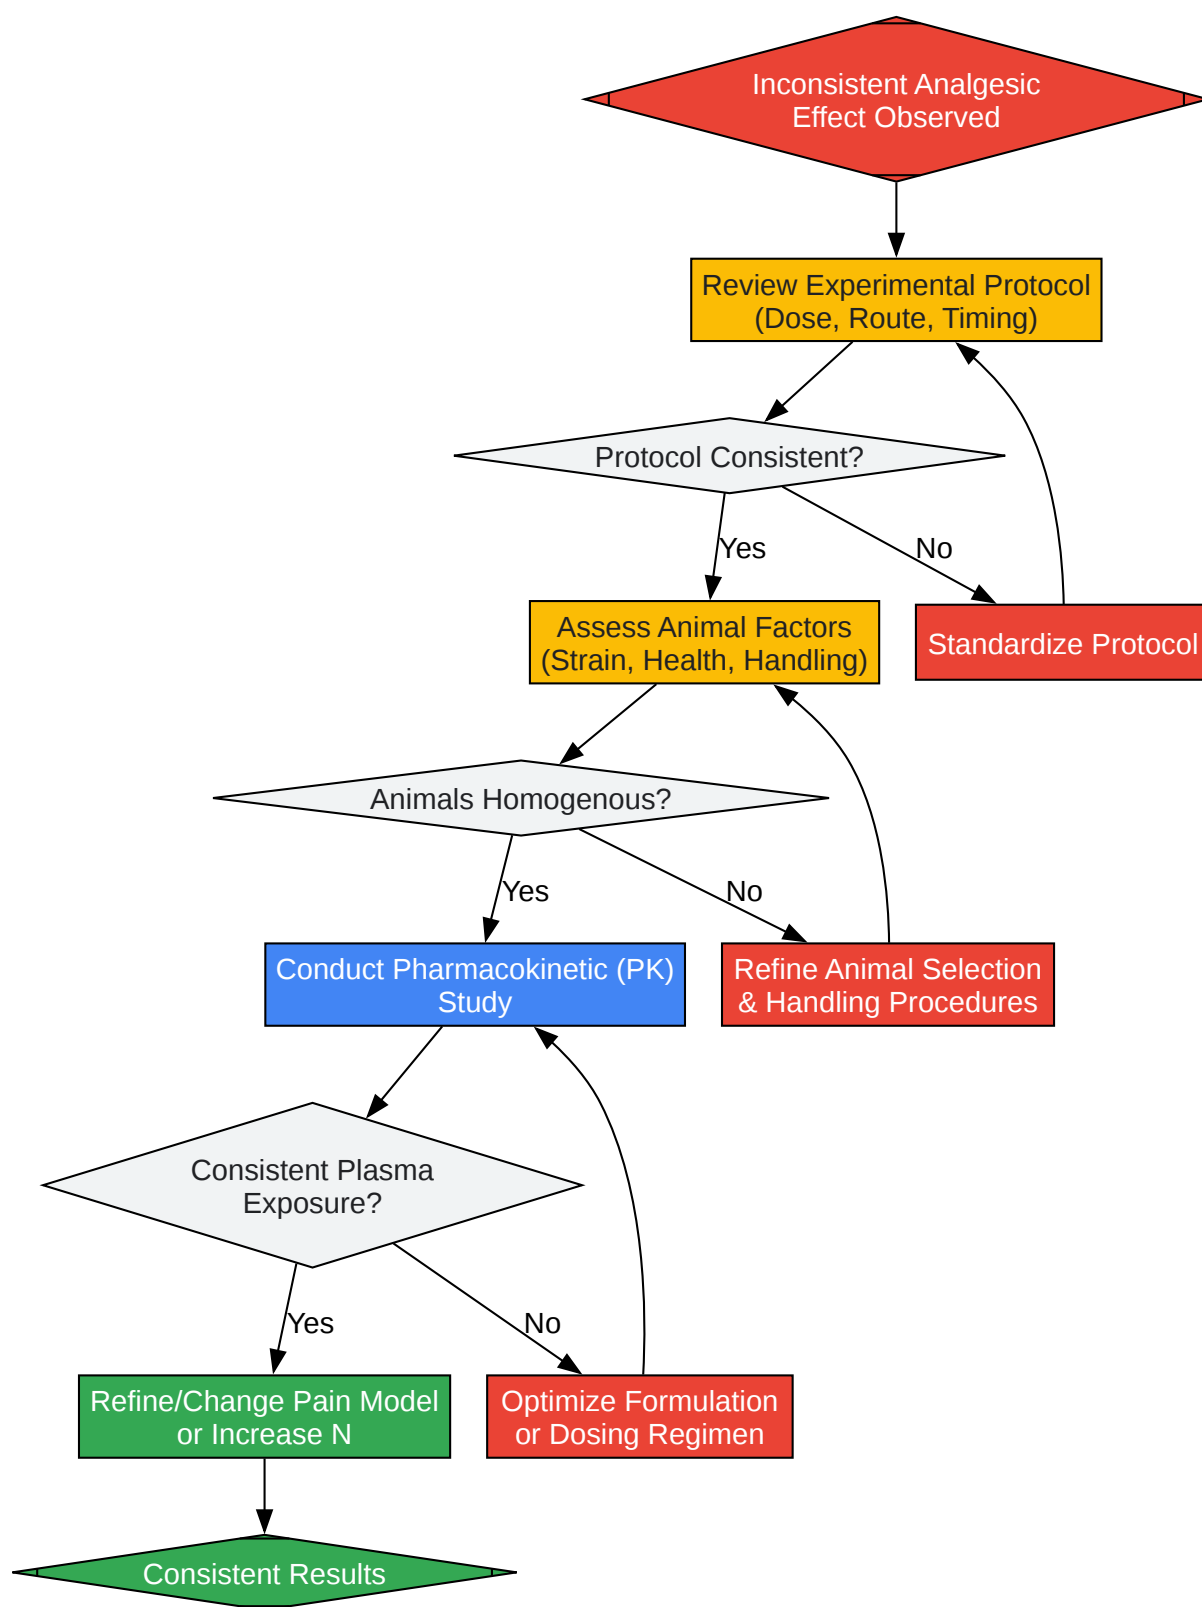 Inconsistent Analgesic
Effect Observed
Review Experimental Protocol
(Dose, Route, Timing)
Protocol Consistent?
Yes
No
Assess Animal Factors
(Strain, Health, Handling)
Standardize Protocol
Animals Homogenous?
Yes
No
Conduct Pharmacokinetic (PK)
Study
Refine Animal Selection
& Handling Procedures
Consistent Plasma
Exposure?
Yes
No
Refine/Change Pain Model
or Increase N
Optimize Formulation
or Dosing Regimen
Consistent Results